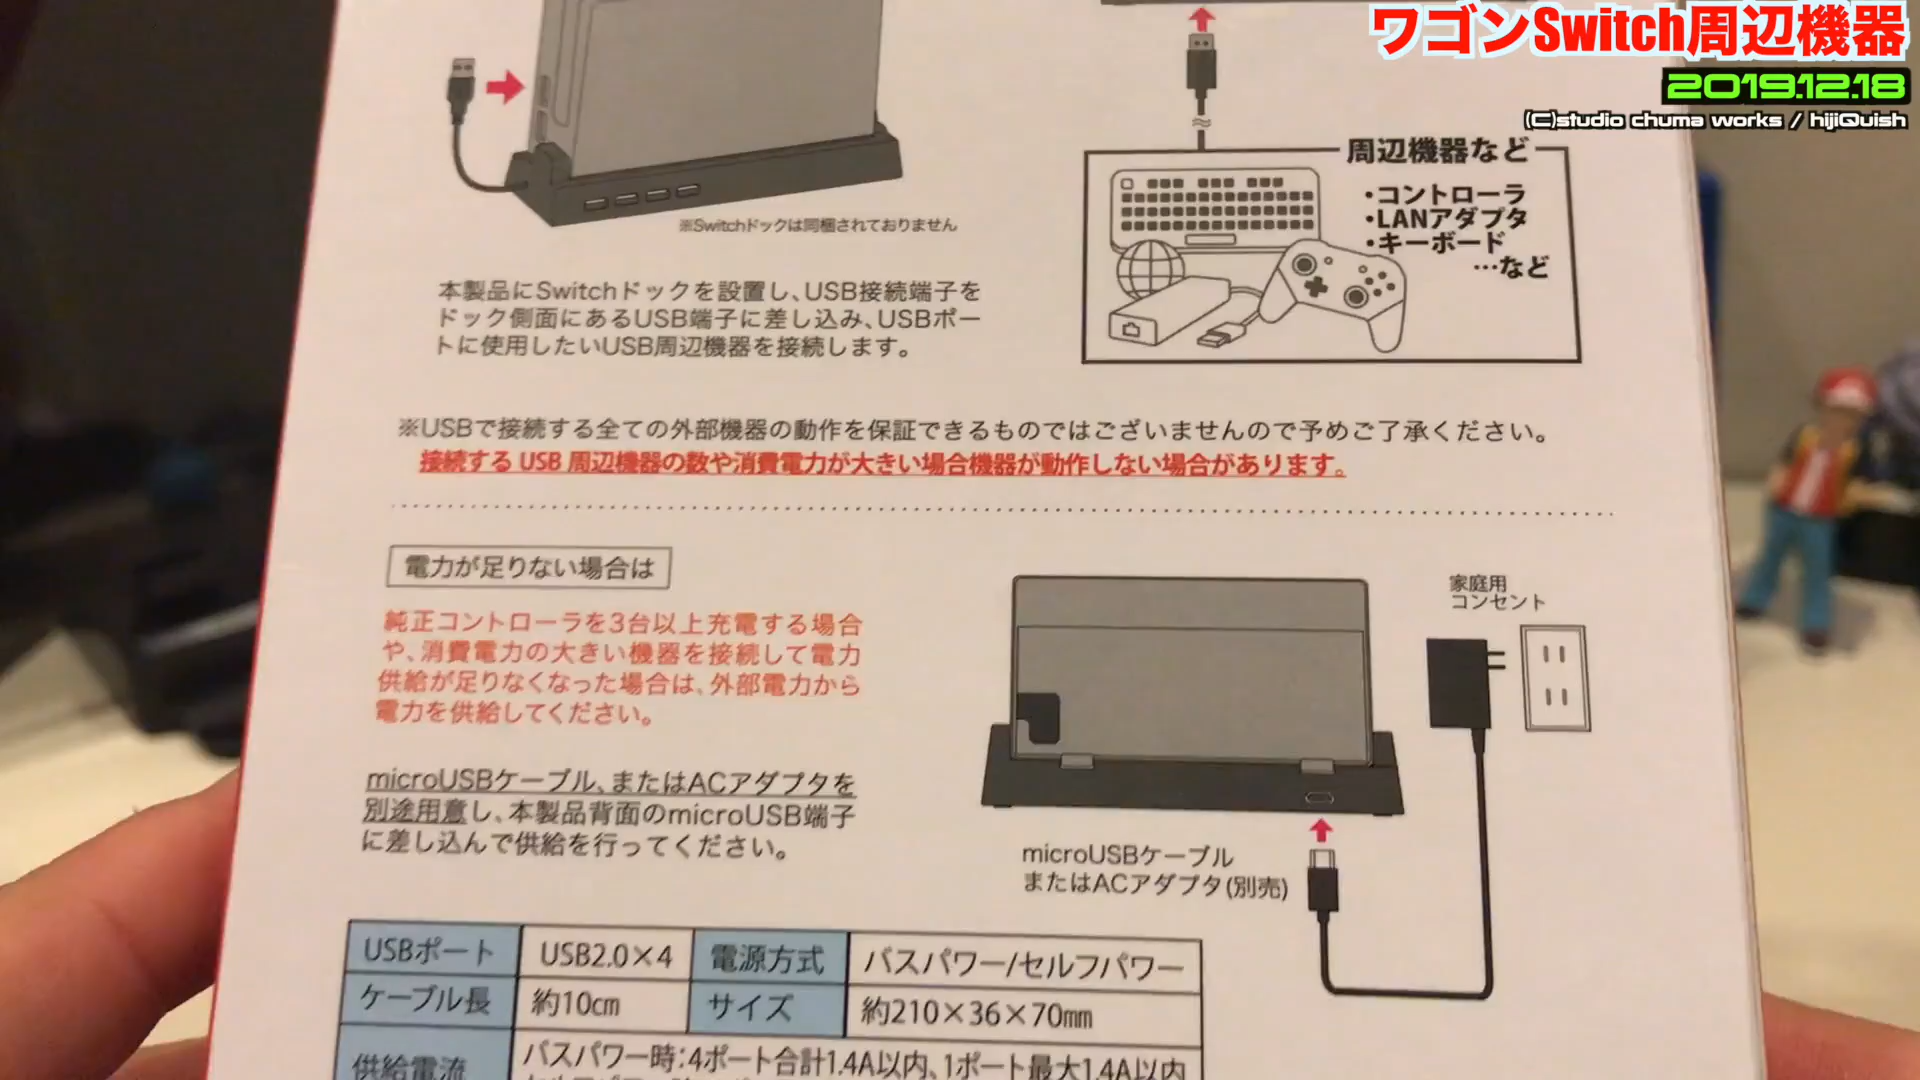 ワゴンSwitch周辺機器
2019.12.18
(C)studio chuma works / hijiQuish
※Switchドックは同梱されておりません
本製品にSwitchドックを設置し、USB接続端子を
ドック側面にあるUSB端子に差し込み、USBポー
トに使用したいUSB周辺機器を接続します。
周辺機器など
・コントローラ
・LANアダプタ
・キーボード
…など
※USBで接続する全ての外部機器の動作を保証できるものではございませんので予めご了承ください。
接続する USB 周辺機器の数や消費電力が大きい場合機器が動作しない場合があります。
電力が足りない場合は
純正コントローラを3台以上充電する場合
や、消費電力の大きい機器を接続して電力
供給が足りなくなった場合は、外部電力から
電力を供給してください。
microUSBケーブル、またはACアダプタを
別途用意し、本製品背面のmicroUSB端子
に差し込んで供給を行ってください。
家庭用
コンセント
microUSBケーブル
またはACアダプタ(別売)
USBポート USB2.0×4 電源方式 バスパワー/セルフパワー
ケーブル長 約10cm サイズ 約210×36×70mm
供給電流 バスパワー時:4ポート合計1.4A以内、1ポート最大1.4A以内